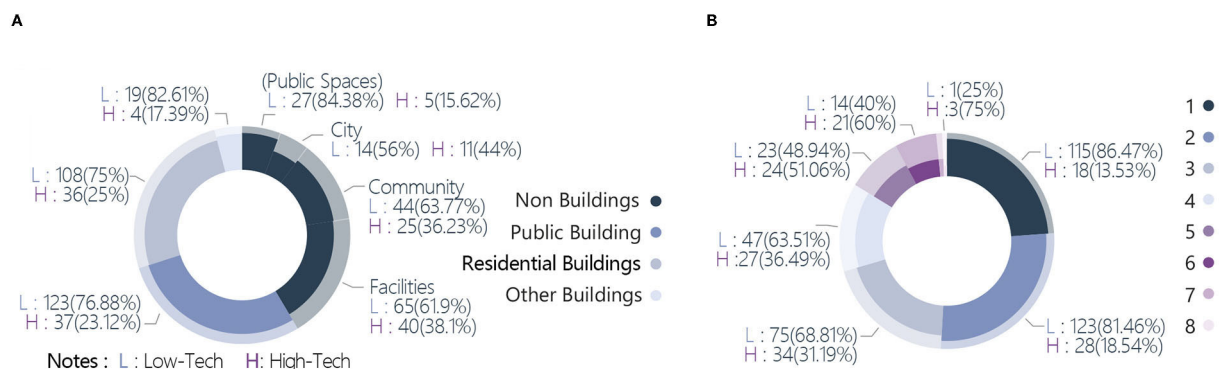 A
(Public Spaces)
L : 27(84.38%) H : 5(15.62%)
City
L : 14(56%) H : 11(44%)
Community
L : 44(63.77%)
H : 25(36.23%)
Facilities
L : 65(61.9%)
H : 40(38.1%)
L : 123(76.88%)
H : 37(23.12%)
L : 108(75%)
H : 36(25%)
L : 19(82.61%)
H : 4(17.39%)
Non Buildings
Public Building
Residential Buildings
Other Buildings
Notes : L : Low-Tech H: High-Tech
B
L : 115(86.47%)
H : 18(13.53%)
L : 123(81.46%)
H : 28(18.54%)
L : 75(68.81%)
H : 34(31.19%)
L : 47(63.51%)
H :27(36.49%)
L : 23(48.94%)
H : 24(51.06%)
L : 14(40%)
H : 21(60%)
L : 1(25%)
H :3(75%)
1
2
3
4
5
6
7
8